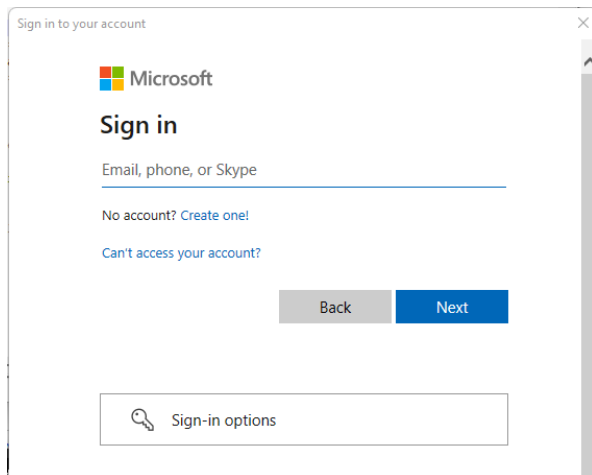 Sign in to your account
Microsoft
Sign in
Email, phone, or Skype
No account? Create one!
Can't access your account?
Back Next
Sign-in options